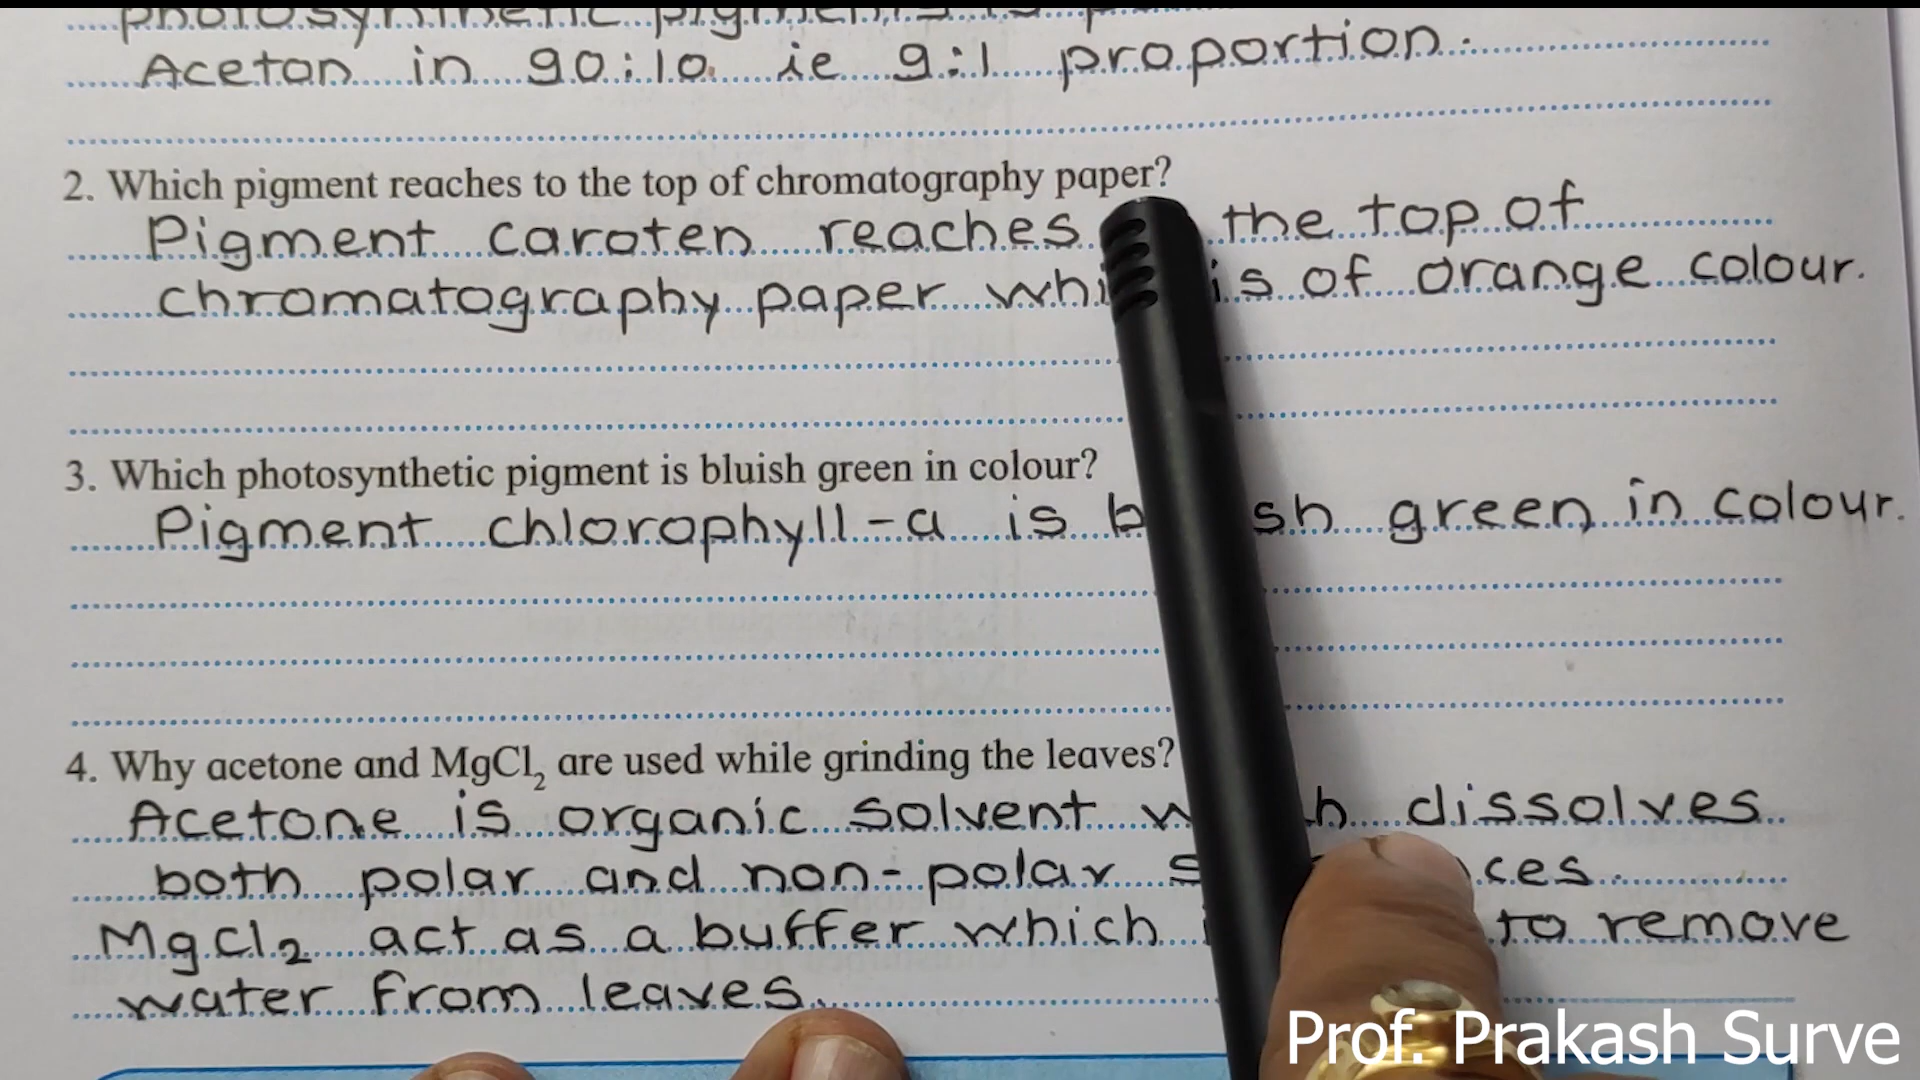 photosynthetic pigments is
Aceton in 90:10 ie 9:1 proportion.
2. Which pigment reaches to the top of chromatography paper?
Pigment caroten reaches the top of
chromatography paper whi is of orange colour.
3. Which photosynthetic pigment is bluish green in colour?
Pigment chlorophyll-a is b sh green in colour.
4. Why acetone and MgCl₂ are used while grinding the leaves?
Acetone is organic solvent w h dissolves
both polar and non-polar s ces.
MgCl₂ act as a buffer which to remove
water from leaves.
Prof. Prakash Surve